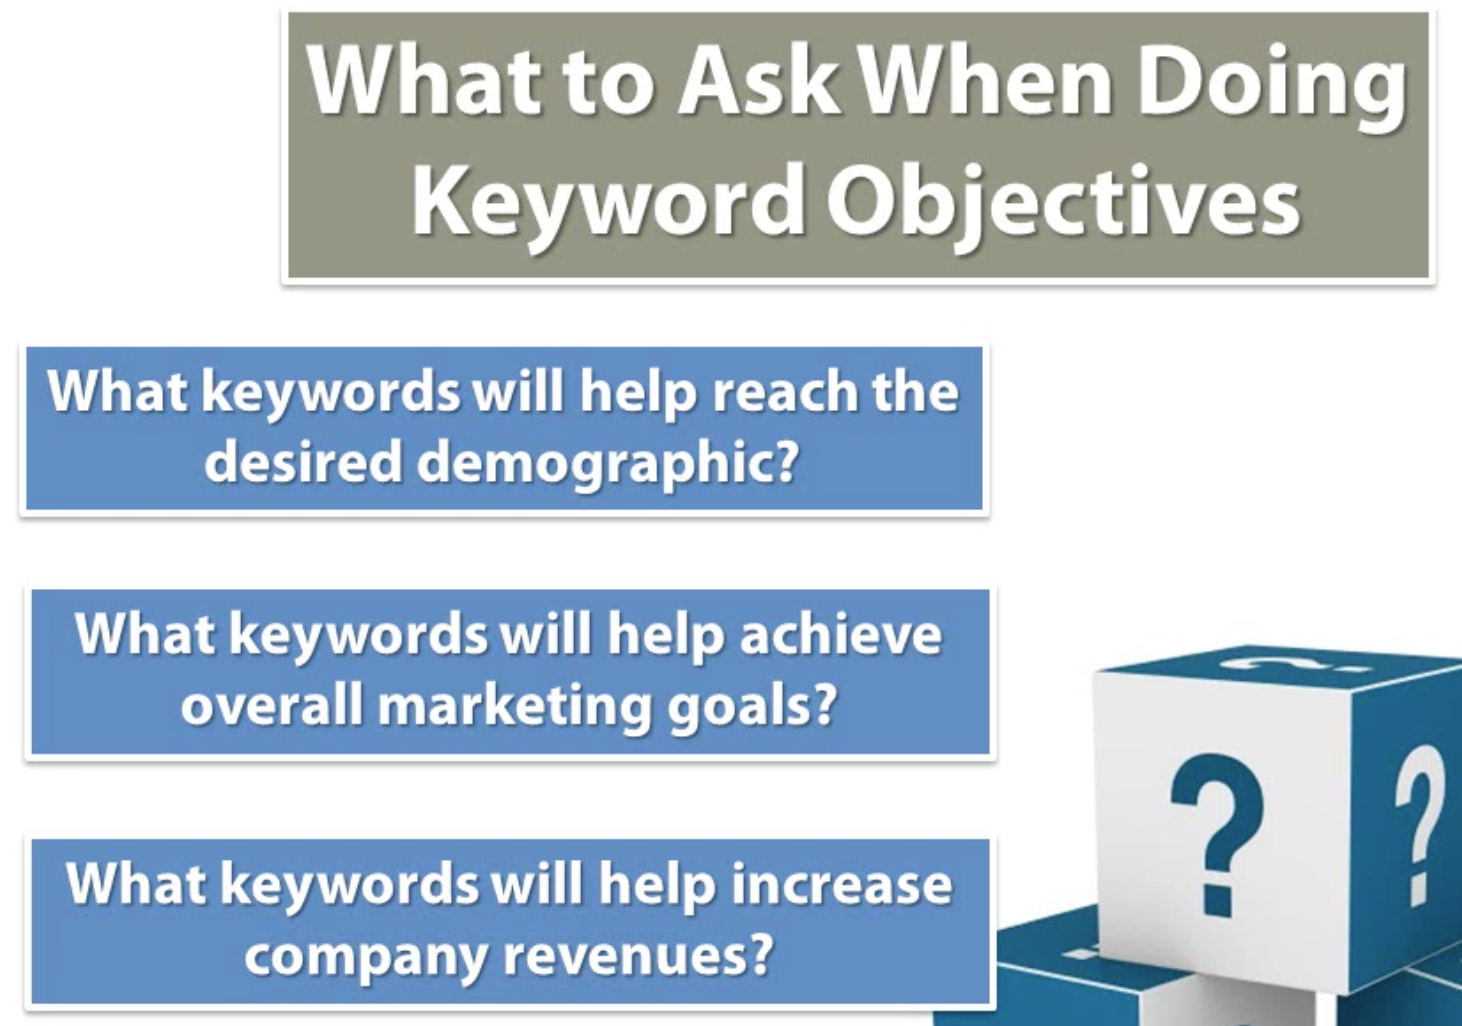 What to Ask When Doing
Keyword Objectives
What keywords will help reach the
desired demographic?
What keywords will help achieve
overall marketing goals?
What keywords will help increase
company revenues?
?
?
?